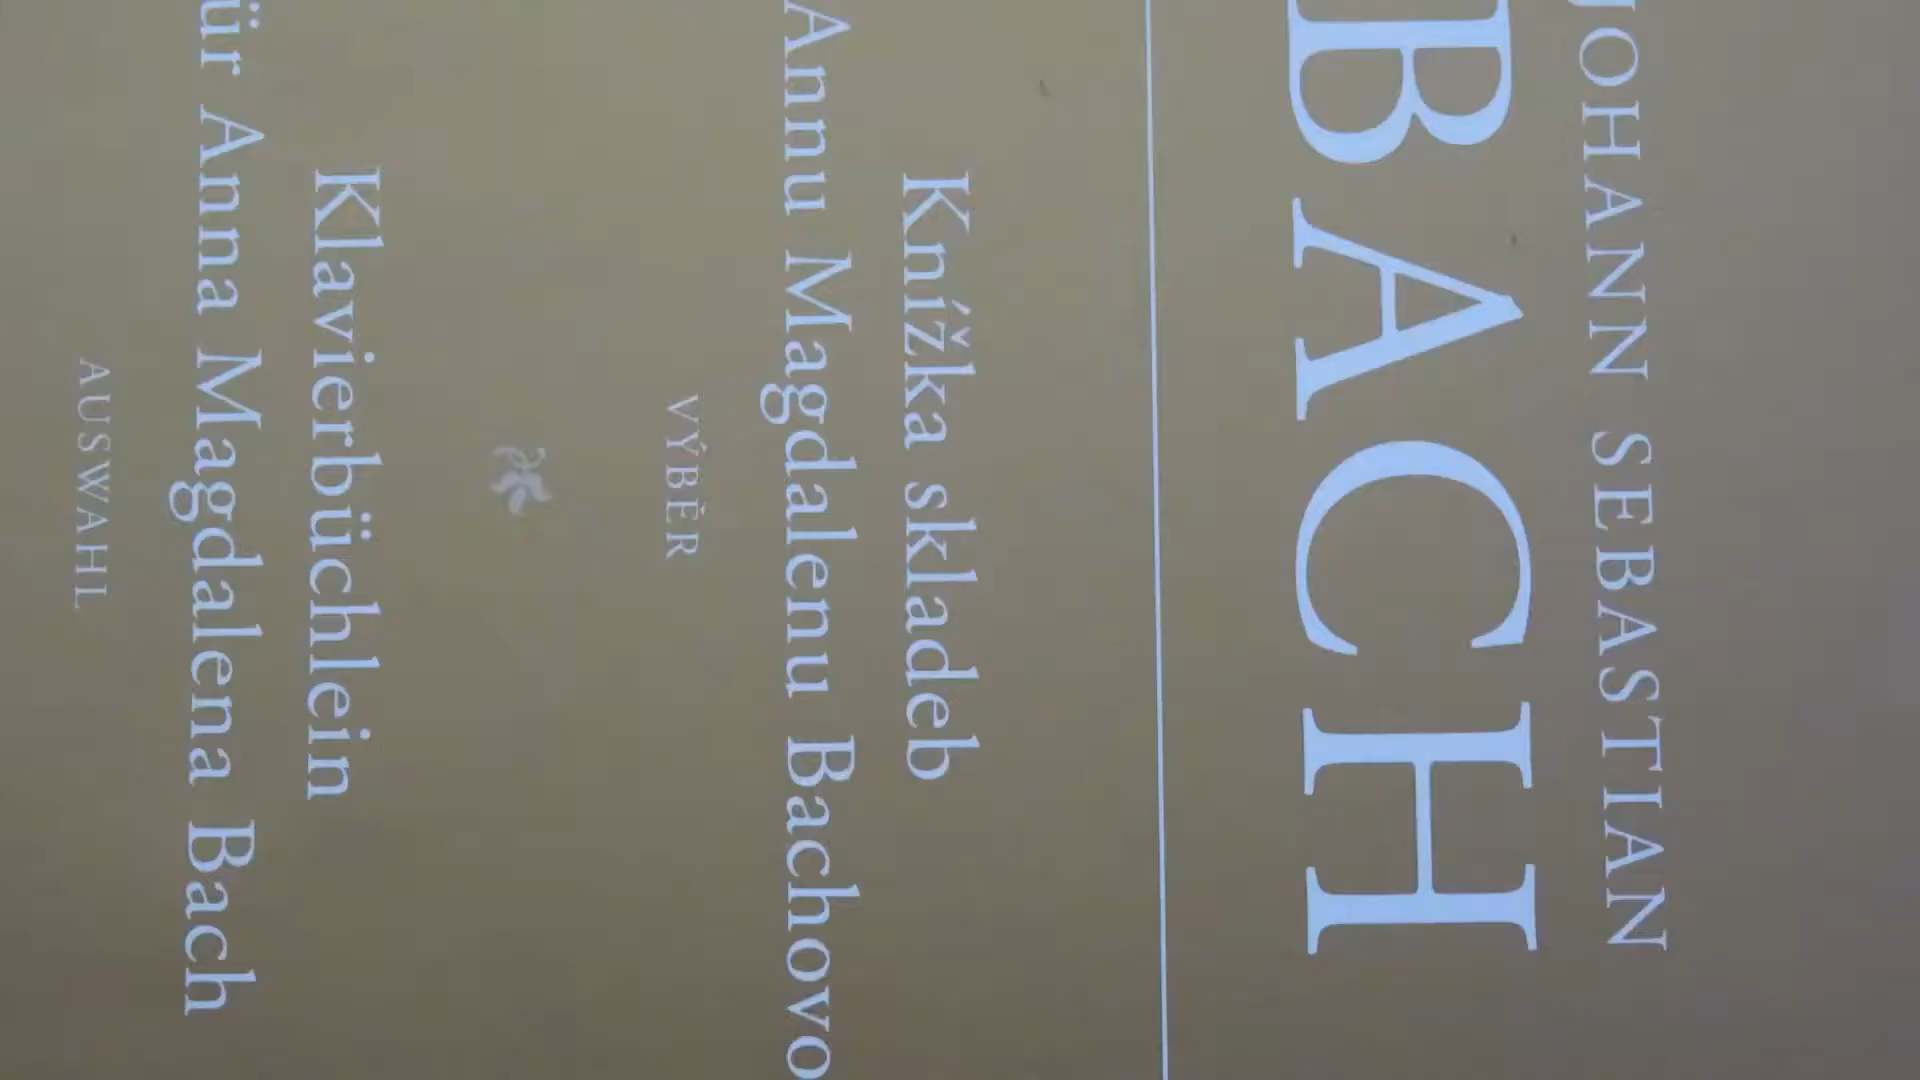 JOHANN SEBASTIAN
BACH
Knížka skladeb
Annu Magdalenu Bachovo
VÝBĚR
Klavierbüchlein
ür Anna Magdalena Bach
AUSWAHL